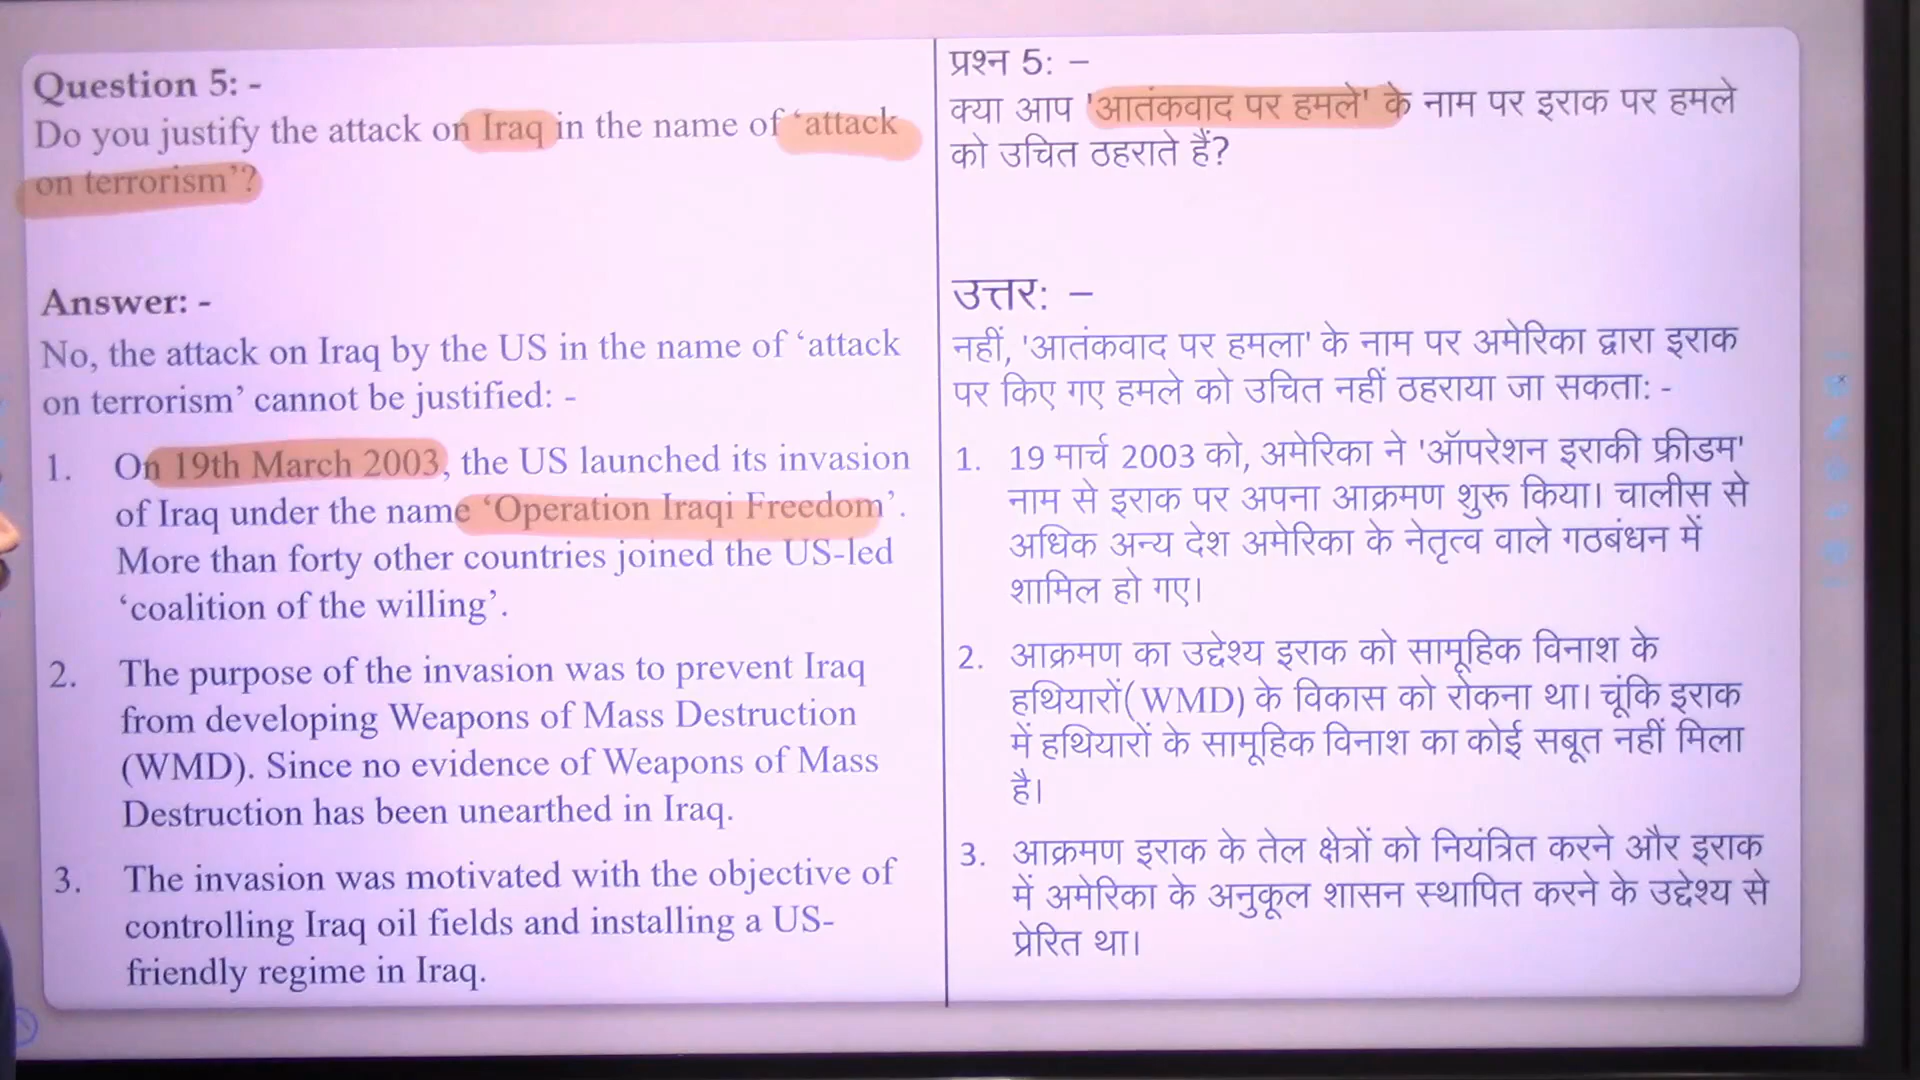 Question 5: -
Do you justify the attack on Iraq in the name of ‘attack
on terrorism’?
Answer: -
No, the attack on Iraq by the US in the name of ‘attack
on terrorism’ cannot be justified: -
1. On 19th March 2003, the US launched its invasion
of Iraq under the name ‘Operation Iraqi Freedom’.
More than forty other countries joined the US-led
‘coalition of the willing’.
2. The purpose of the invasion was to prevent Iraq
from developing Weapons of Mass Destruction
(WMD). Since no evidence of Weapons of Mass
Destruction has been unearthed in Iraq.
3. The invasion was motivated with the objective of
controlling Iraq oil fields and installing a US-
friendly regime in Iraq.
प्रश्न 5: –
क्या आप 'आतंकवाद पर हमले' के नाम पर इराक पर हमले
को उचित ठहराते हैं?
उत्तर: –
नहीं, 'आतंकवाद पर हमला' के नाम पर अमेरिका द्वारा इराक
पर किए गए हमले को उचित नहीं ठहराया जा सकता: -
1. 19 मार्च 2003 को, अमेरिका ने 'ऑपरेशन इराकी फ्रीडम'
नाम से इराक पर अपना आक्रमण शुरू किया। चालीस से
अधिक अन्य देश अमेरिका के नेतृत्व वाले गठबंधन में
शामिल हो गए।
2. आक्रमण का उद्देश्य इराक को सामूहिक विनाश के
हथियारों(WMD) के विकास को रोकना था। चूंकि इराक
में हथियारों के सामूहिक विनाश का कोई सबूत नहीं मिला
है।
3. आक्रमण इराक के तेल क्षेत्रों को नियंत्रित करने और इराक
में अमेरिका के अनुकूल शासन स्थापित करने के उद्देश्य से
प्रेरित था।